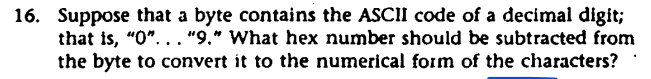 16. Suppose that a byte contains the ASCII code of a decimal digit;
that is, "0". . . "9." What hex number should be subtracted from
the byte to convert it to the numerical form of the characters?